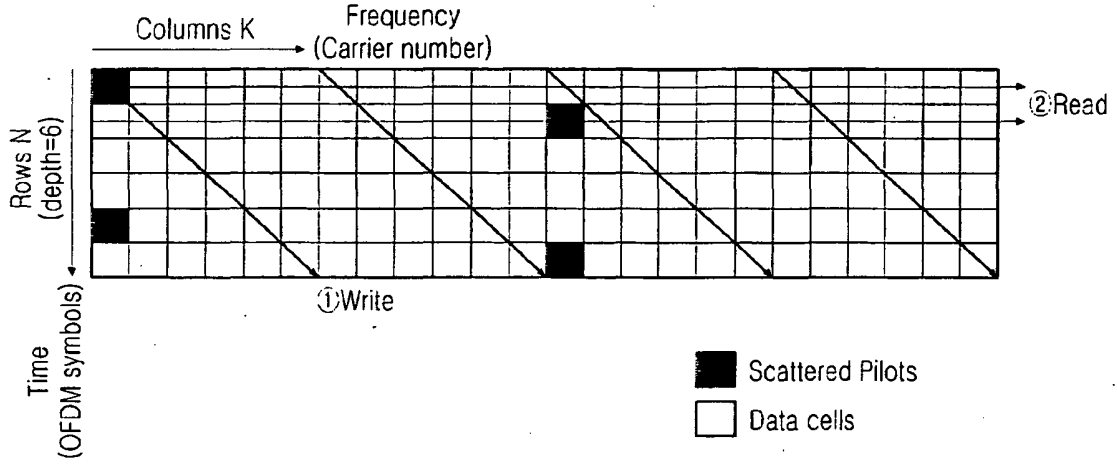 Columns K
Frequency
(Carrier number)
②Read
Rows N
(depth=6)
①Write
Time
(OFDM symbols)
Scattered Pilots
Data cells